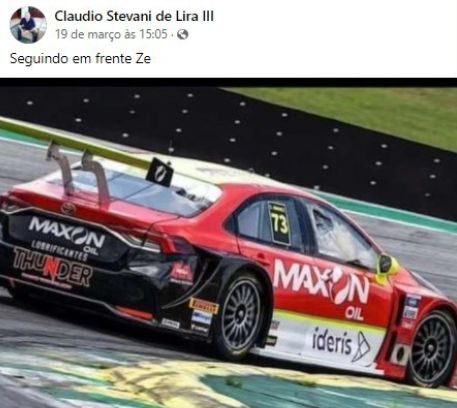 Claudio Stevani de Lira III
19 de março às 15:05 ·
Seguindo em frente Ze
73
MAXON
LUBRIFICANTES OIL
THUNDER
MAXON
OIL
PIRELLI
ideris